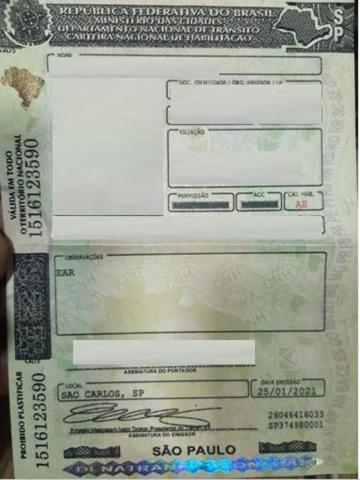 REPÚBLICA FEDERATIVA DO BRASIL
MINISTÉRIO DAS CIDADES
DEPARTAMENTO NACIONAL DE TRÂNSITO
CARTEIRA NACIONAL DE HABILITAÇÃO
SP
NOME
DOC. IDENTIDADE / ÓRG. EMISSOR / UF
FILIAÇÃO
PERMISSÃO
ACC
CAT. HAB.
AE
VÁLIDA EM TODO
O TERRITÓRIO NACIONAL
1516123590
OBSERVAÇÕES
EAR
ASSINATURA DO PORTADOR
LOCAL
SAO CARLOS, SP
DATA EMISSÃO
25/01/2021
26046416033
SP374980001
ASSINATURA DO EMISSOR
PROIBIDO PLASTIFICAR
1516123590
SÃO PAULO
DENATRAN